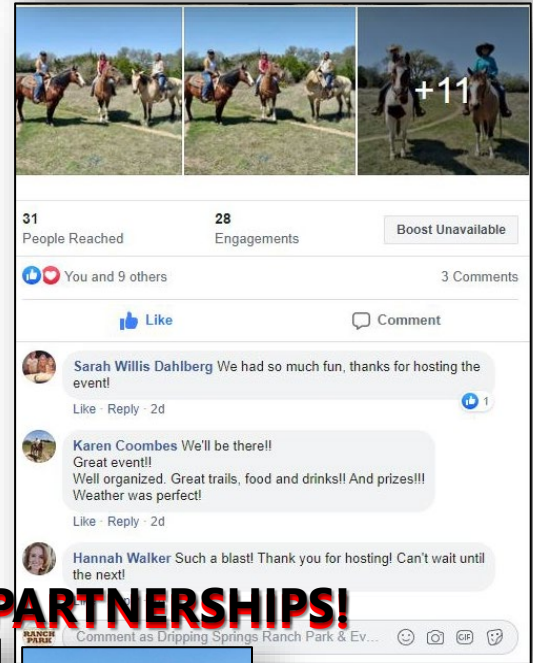 +11
31
28
People Reached
Engagements
Boost Unavailable
You and 9 others
3 Comments
Like
Comment
Sarah Willis Dahlberg We had so much fun, thanks for hosting the
event!
1
Like · Reply · 2d
Karen Coombes We'll be there!!
Great event!!
Well organized. Great trails, food and drinks!! And prizes!!!
Weather was perfect!
Like · Reply · 2d
Hannah Walker Such a blast! Thank you for hosting! Can't wait until
the next!
PARTNERSHIPS!
RANCH
PARK
Comment as Dripping Springs Ranch Park & Ev...
GIF